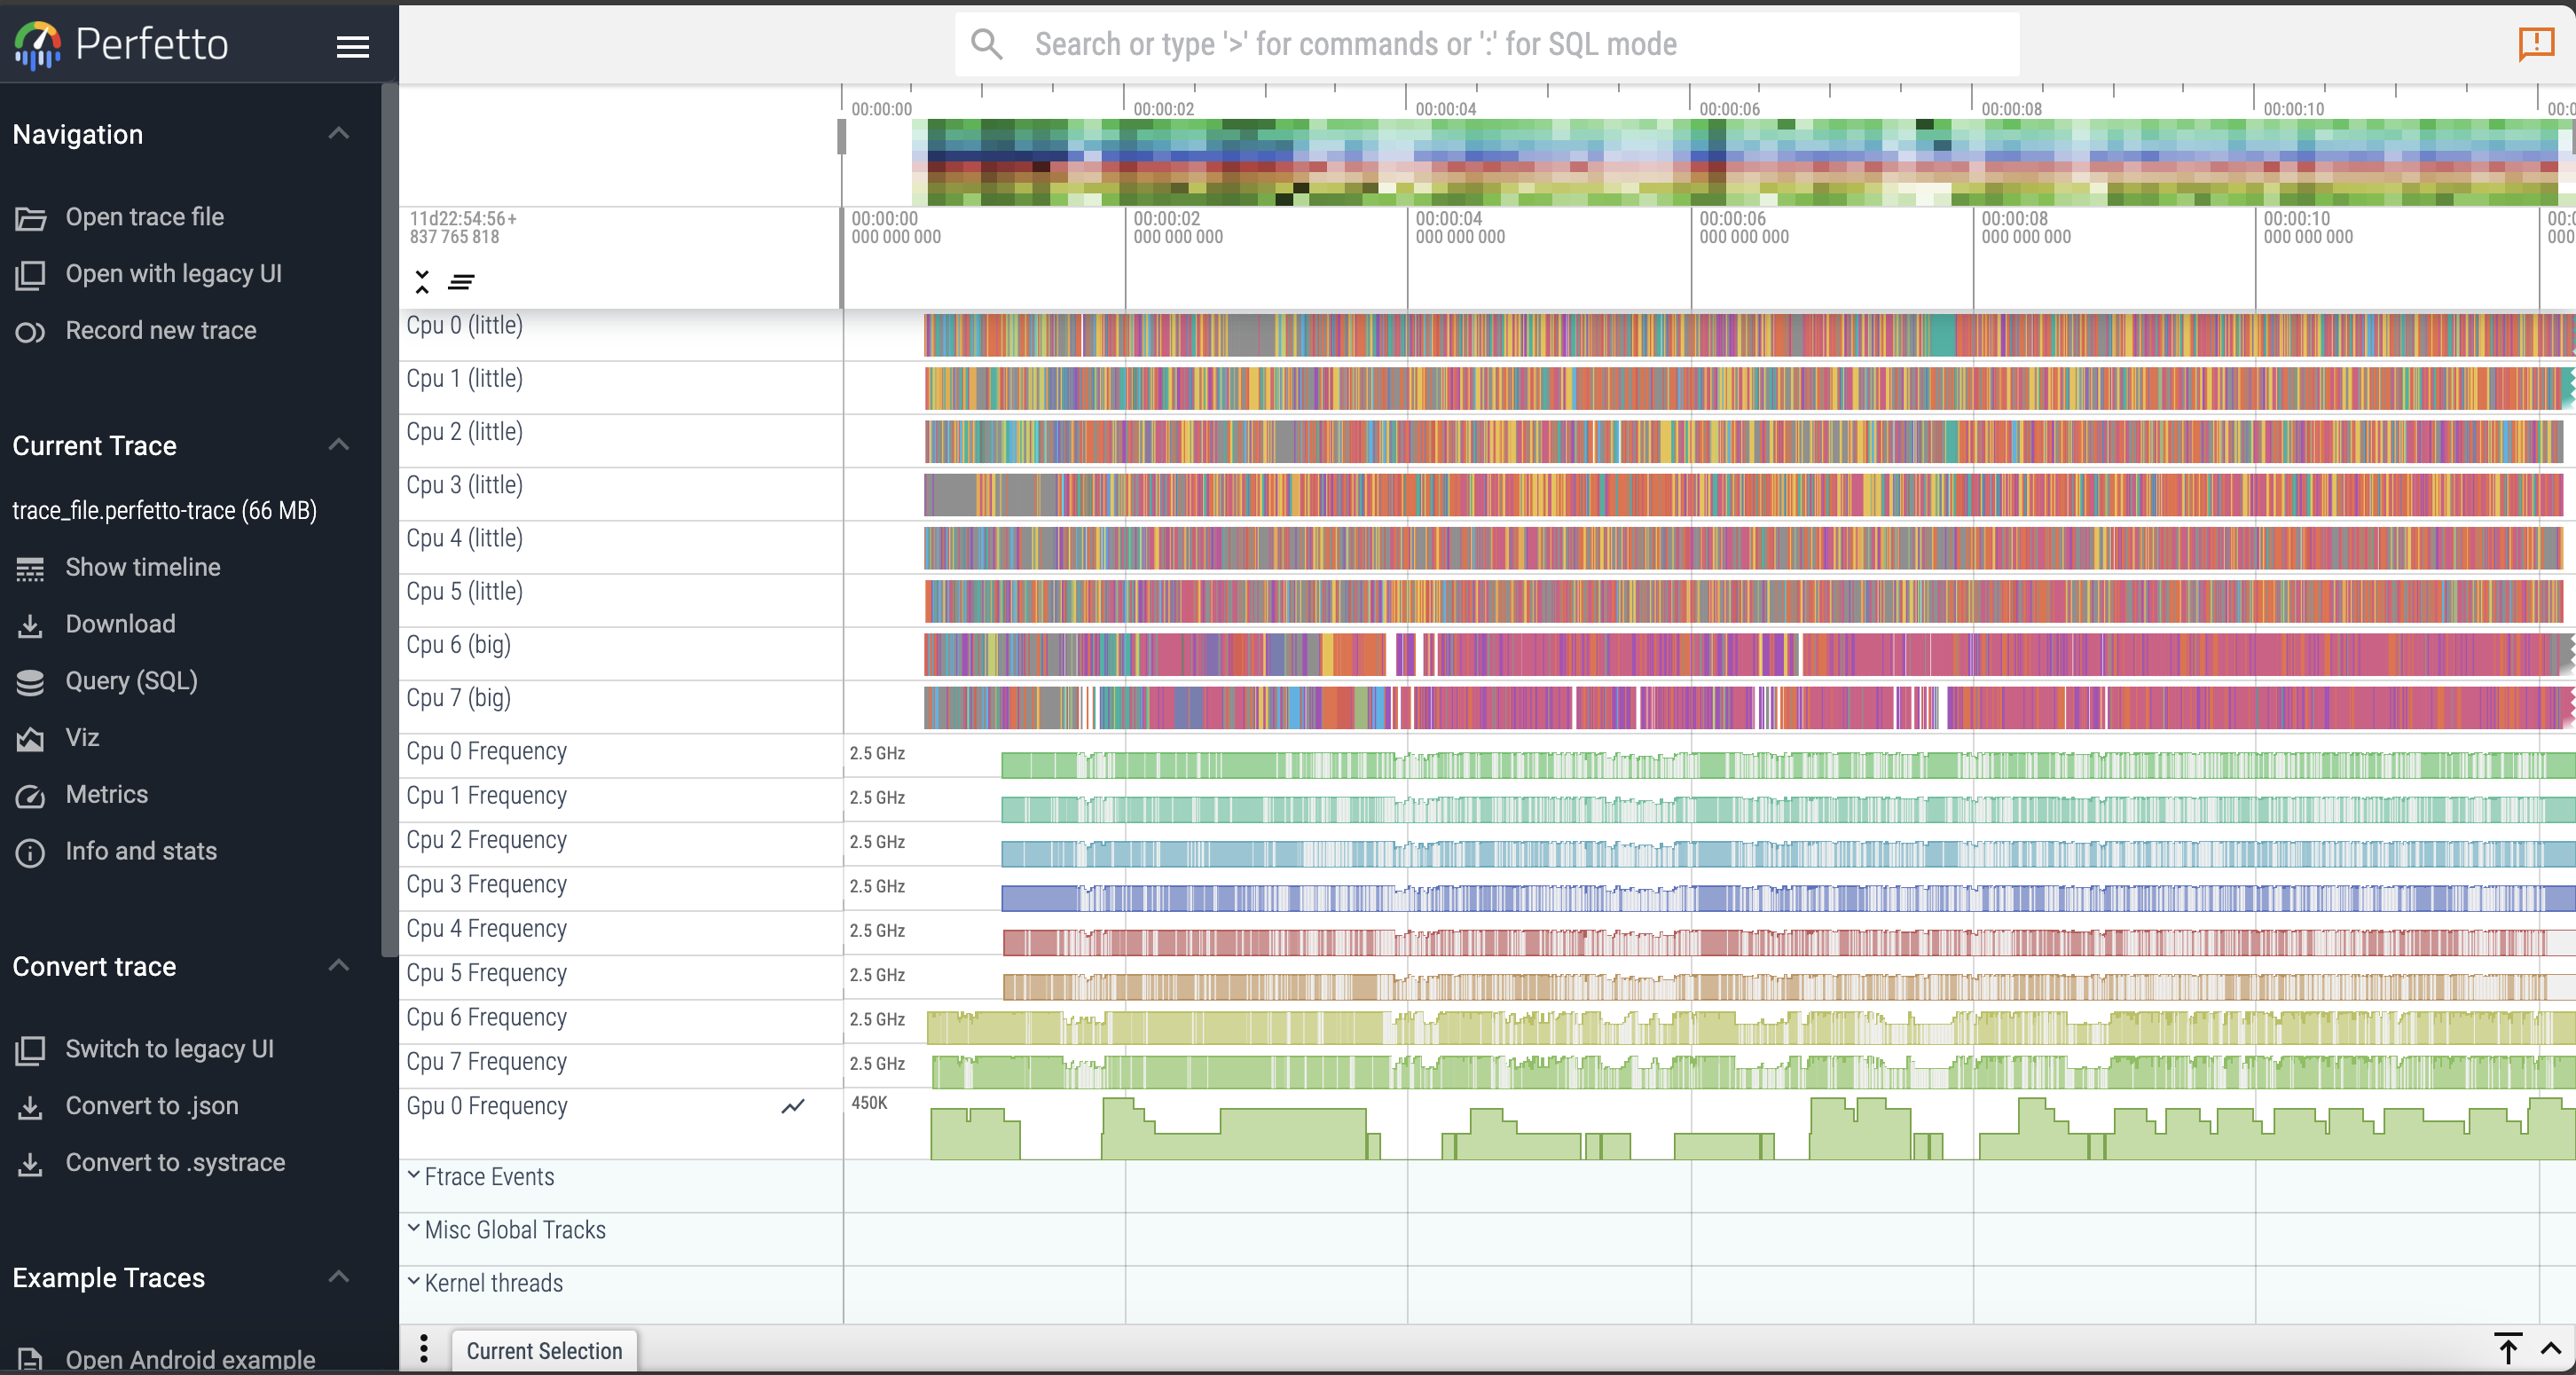 Perfetto
Search or type '>' for commands or ':' for SQL mode
Navigation
Open trace file
Open with legacy UI
Record new trace
Current Trace
trace_file.perfetto-trace (66 MB)
Show timeline
Download
Query (SQL)
Viz
Metrics
Info and stats
Convert trace
Switch to legacy UI
Convert to .json
Convert to .systrace
Example Traces
Open Android example
00:00:00 00:00:02 00:00:04 00:00:06 00:00:08 00:00:10
11d22:54:56+
837 765 818
00:00:00 00:00:02 00:00:04 00:00:06 00:00:08 00:00:10
000 000 000 000 000 000 000 000 000 000 000 000 000 000 000 000 000 000 000
Cpu 0 (little)
Cpu 1 (little)
Cpu 2 (little)
Cpu 3 (little)
Cpu 4 (little)
Cpu 5 (little)
Cpu 6 (big)
Cpu 7 (big)
Cpu 0 Frequency 2.5 GHz
Cpu 1 Frequency 2.5 GHz
Cpu 2 Frequency 2.5 GHz
Cpu 3 Frequency 2.5 GHz
Cpu 4 Frequency 2.5 GHz
Cpu 5 Frequency 2.5 GHz
Cpu 6 Frequency 2.5 GHz
Cpu 7 Frequency 2.5 GHz
Gpu 0 Frequency 450K
Ftrace Events
Misc Global Tracks
Kernel threads
Current Selection